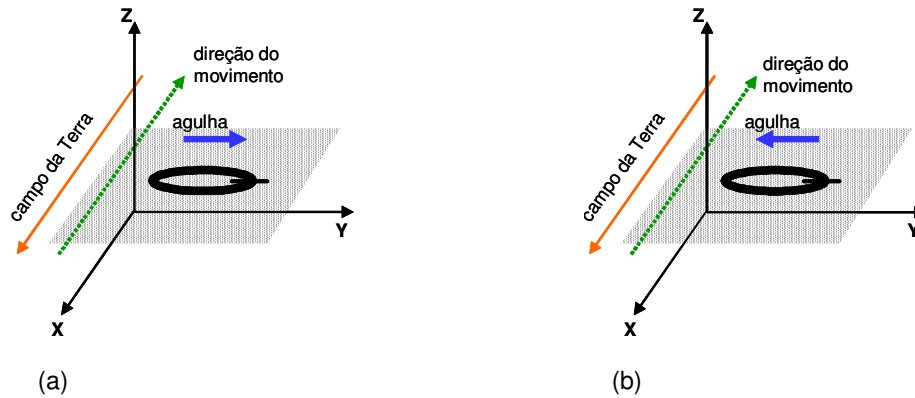 Z
direção do
movimento
agulha
campo da Terra
Y
X
(a)
Z
direção do
movimento
agulha
campo da Terra
Y
X
(b)